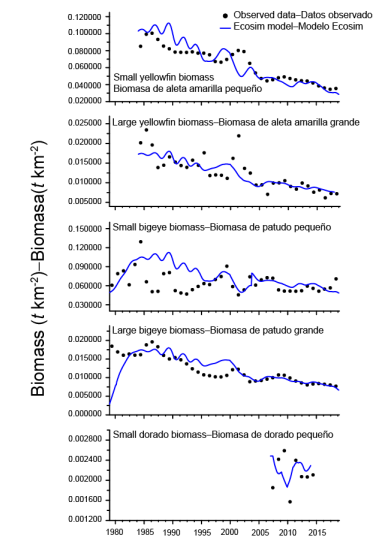 Observed data–Datos observado
Ecosim model–Modelo Ecosim
0.120000
0.100000
0.080000
0.060000
0.040000
0.020000
Small yellowfin biomass
Biomasa de aleta amarilla pequeño
Large yellowfin biomass–Biomasa de aleta amarilla grande
0.025000
0.020000
0.015000
0.010000
0.005000
Small bigeye biomass–Biomasa de patudo pequeño
0.150000
0.120000
0.090000
0.060000
0.030000
Large bigeye biomass–Biomasa de patudo grande
0.020000
0.015000
0.010000
0.005000
0.000000
Small dorado biomass–Biomasa de dorado pequeño
0.002800
0.002400
0.002000
0.001600
0.001200
1980 1985 1990 1995 2000 2005 2010 2015
Biomass (t km⁻²)–Biomasa(t km⁻²)